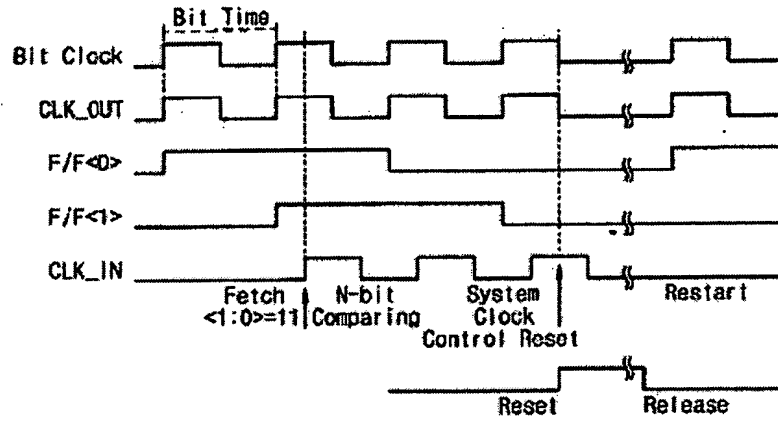 Bit Time
Bit Clock
CLK_OUT
F/F<0>
F/F<1>
CLK_IN
Fetch
<1:0>=11
N-bit
Comparing
System
Clock
Control Reset
Restart
Reset
Release